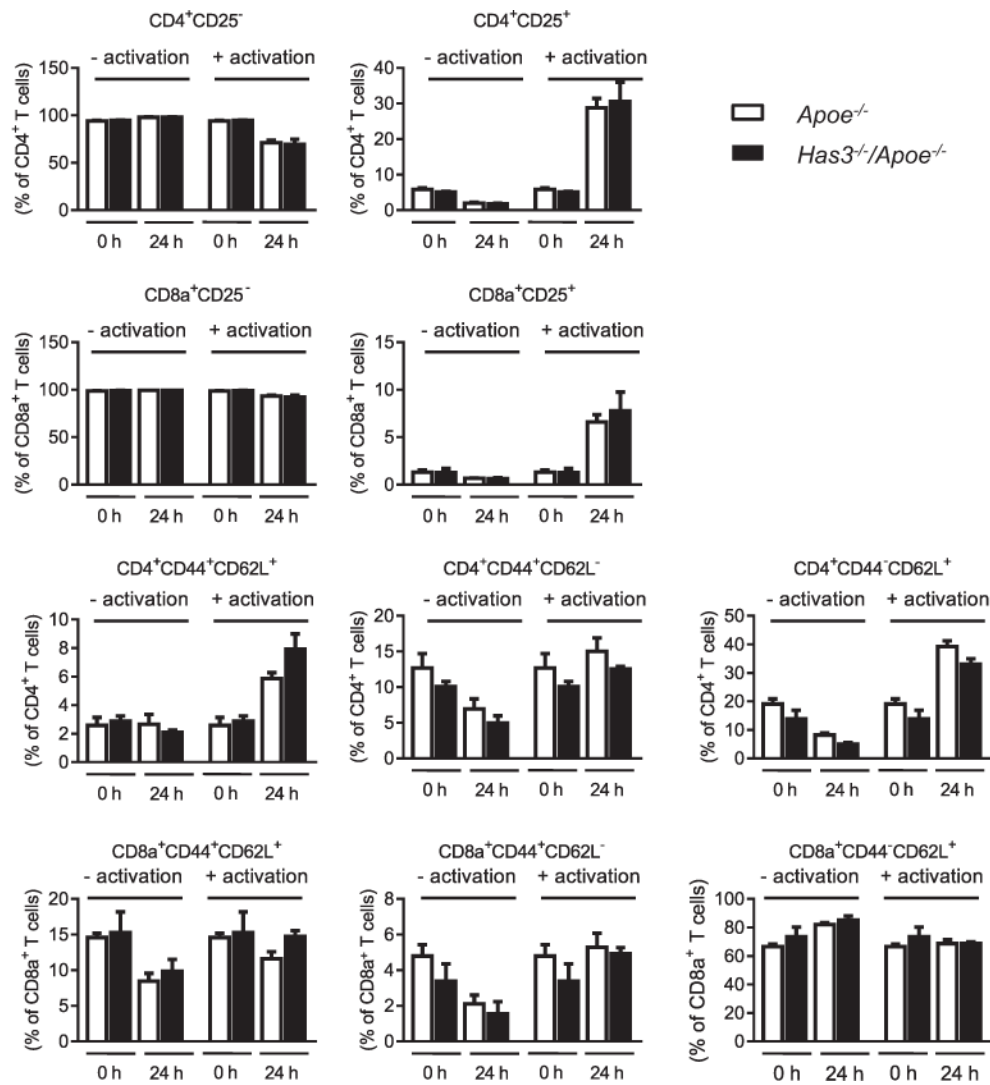 CD4⁺CD25⁻
- activation + activation
(% of CD4⁺ T cells)
150
100
50
0
0 h 24 h 0 h 24 h
CD4⁺CD25⁺
- activation + activation
(% of CD4⁺ T cells)
40
30
20
10
0
0 h 24 h 0 h 24 h
Apoe⁻/⁻
Has3⁻/⁻/Apoe⁻/⁻
CD8a⁺CD25⁻
- activation + activation
(% of CD8a⁺ T cells)
150
100
50
0
0 h 24 h 0 h 24 h
CD8a⁺CD25⁺
- activation + activation
(% of CD8a⁺ T cells)
15
10
5
0
0 h 24 h 0 h 24 h
CD4⁺CD44⁺CD62L⁺
- activation + activation
(% of CD4⁺ T cells)
10
8
6
4
2
0
0 h 24 h 0 h 24 h
CD4⁺CD44⁺CD62L⁻
- activation + activation
(% of CD4⁺ T cells)
20
15
10
5
0
0 h 24 h 0 h 24 h
CD4⁺CD44⁻CD62L⁺
- activation + activation
(% of CD4⁺ T cells)
50
40
30
20
10
0
0 h 24 h 0 h 24 h
CD8a⁺CD44⁺CD62L⁺
- activation + activation
(% of CD8a⁺ T cells)
20
15
10
5
0
0 h 24 h 0 h 24 h
CD8a⁺CD44⁺CD62L⁻
- activation + activation
(% of CD8a⁺ T cells)
8
6
4
2
0
0 h 24 h 0 h 24 h
CD8a⁺CD44⁻CD62L⁺
- activation + activation
(% of CD8a⁺ T cells)
100
80
60
40
20
0
0 h 24 h 0 h 24 h